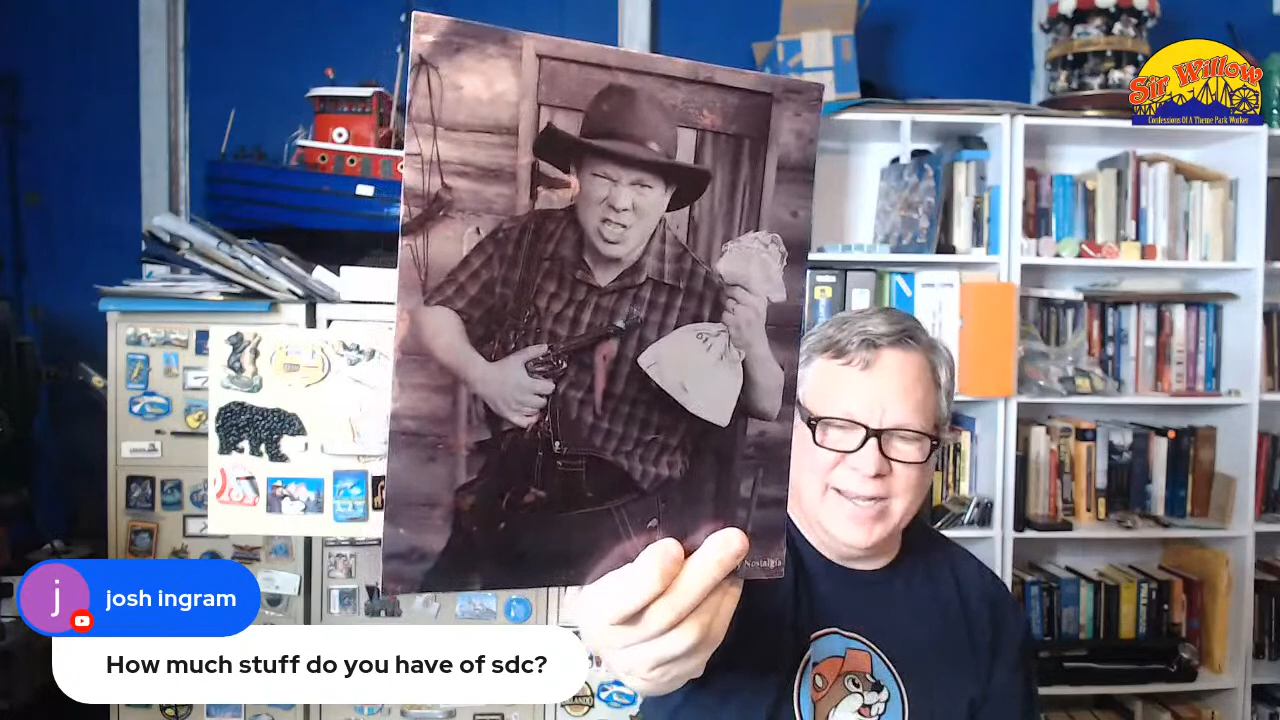 Sir Willow
Confessions Of A Theme Park Worker
Nostalgia
j
josh ingram
How much stuff do you have of sdc?